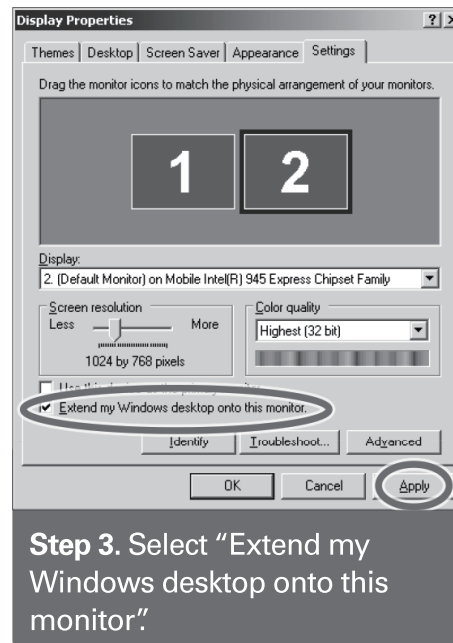 Display Properties ? x
Themes Desktop Screen Saver Appearance Settings
Drag the monitor icons to match the physical arrangement of your monitors.
1 2
Display:
2. (Default Monitor) on Mobile Intel(R) 945 Express Chipset Family
Screen resolution
Less More
1024 by 768 pixels
Color quality
Highest (32 bit)
Extend my Windows desktop onto this monitor.
Identify Troubleshoot... Advanced
OK Cancel Apply
Step 3. Select “Extend my
Windows desktop onto this
monitor”.